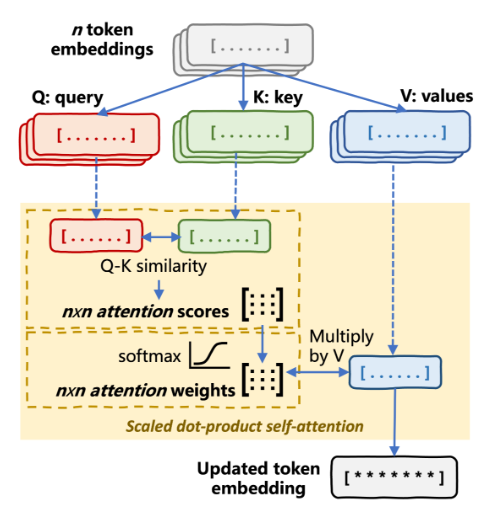 n token
embeddings
[.......]
Q: query
K: key
V: values
[.......]
[.......]
[.......]
[......]
[......]
Q-K similarity
nxn attention scores
[:::]
softmax
Multiply
by V
nxn attention weights
[:::]
[......]
Scaled dot-product self-attention
Updated token
embedding
[*******]